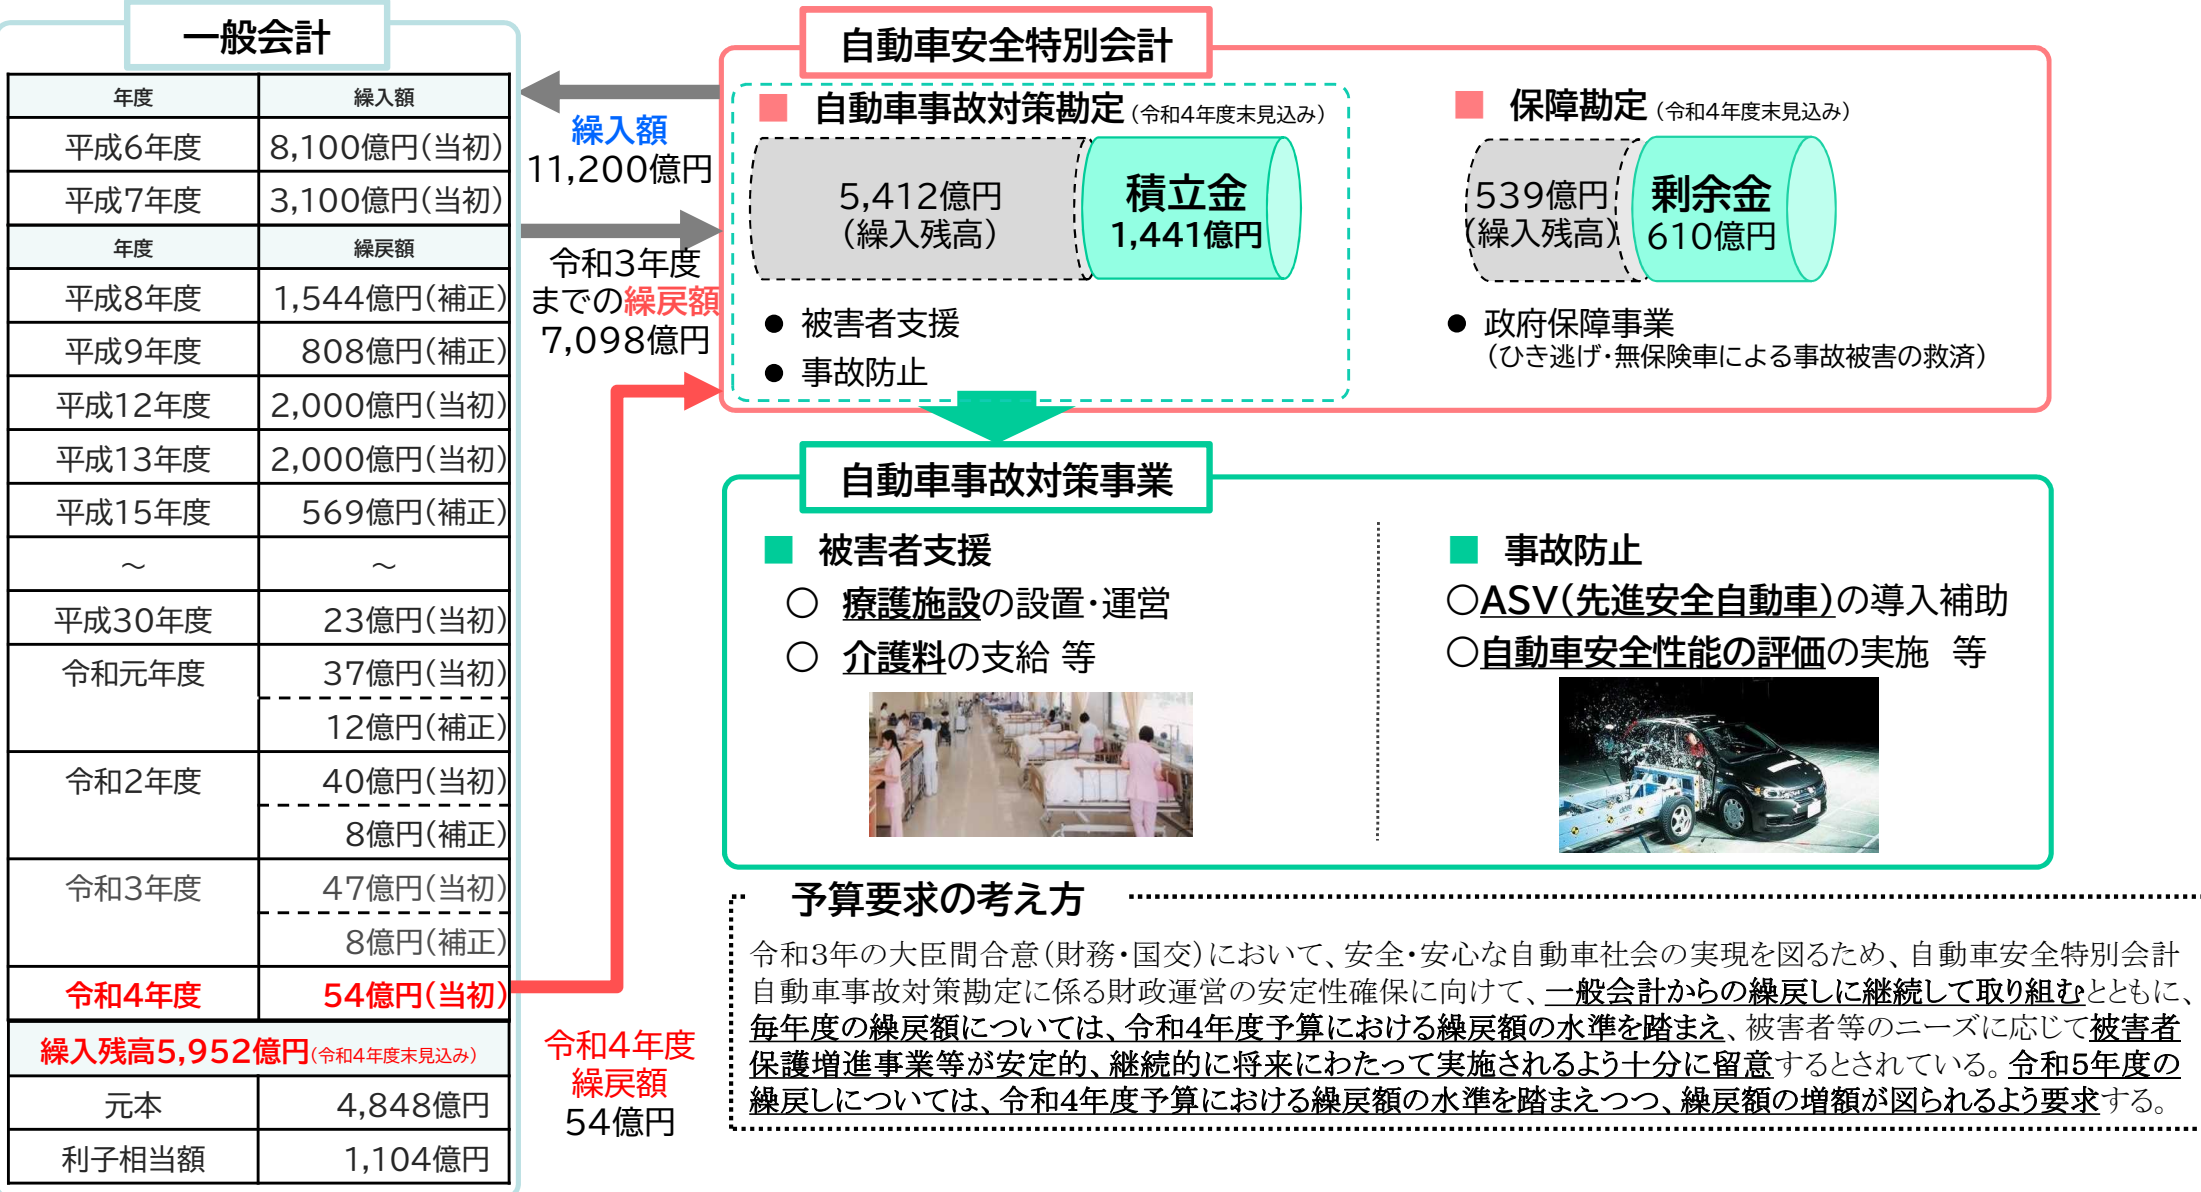 一般会計
年度 繰入額
平成6年度 8,100億円(当初)
平成7年度 3,100億円(当初)
年度 繰戻額
平成8年度 1,544億円(補正)
平成9年度 808億円(補正)
平成12年度 2,000億円(当初)
平成13年度 2,000億円(当初)
平成15年度 569億円(補正)
～ ～
平成30年度 23億円(当初)
令和元年度 37億円(当初)
12億円(補正)
令和2年度 40億円(当初)
8億円(補正)
令和3年度 47億円(当初)
8億円(補正)
令和4年度 54億円(当初)
繰入残高5,952億円(令和4年度末見込み)
元本 4,848億円
利子相当額 1,104億円
繰入額
11,200億円
令和3年度
までの繰戻額
7,098億円
令和4年度
繰戻額
54億円
自動車安全特別会計
■ 自動車事故対策勘定(令和4年度末見込み)
5,412億円
(繰入残高)
積立金
1,441億円
● 被害者支援
● 事故防止
■ 保障勘定(令和4年度末見込み)
539億円
(繰入残高)
剰余金
610億円
● 政府保障事業
(ひき逃げ・無保険車による事故被害の救済)
自動車事故対策事業
■ 被害者支援
○ 療護施設の設置・運営
○ 介護料の支給 等
■ 事故防止
○ASV(先進安全自動車)の導入補助
○自動車安全性能の評価の実施 等
予算要求の考え方
令和3年の大臣間合意(財務・国交)において、安全・安心な自動車社会の実現を図るため、自動車安全特別会計
自動車事故対策勘定に係る財政運営の安定性確保に向けて、一般会計からの繰戻しに継続して取り組むとともに、
毎年度の繰戻額については、令和4年度予算における繰戻額の水準を踏まえ、被害者等のニーズに応じて被害者
保護増進事業等が安定的、継続的に将来にわたって実施されるよう十分に留意するとされている。令和5年度の
繰戻しについては、令和4年度予算における繰戻額の水準を踏まえつつ、繰戻額の増額が図られるよう要求する。